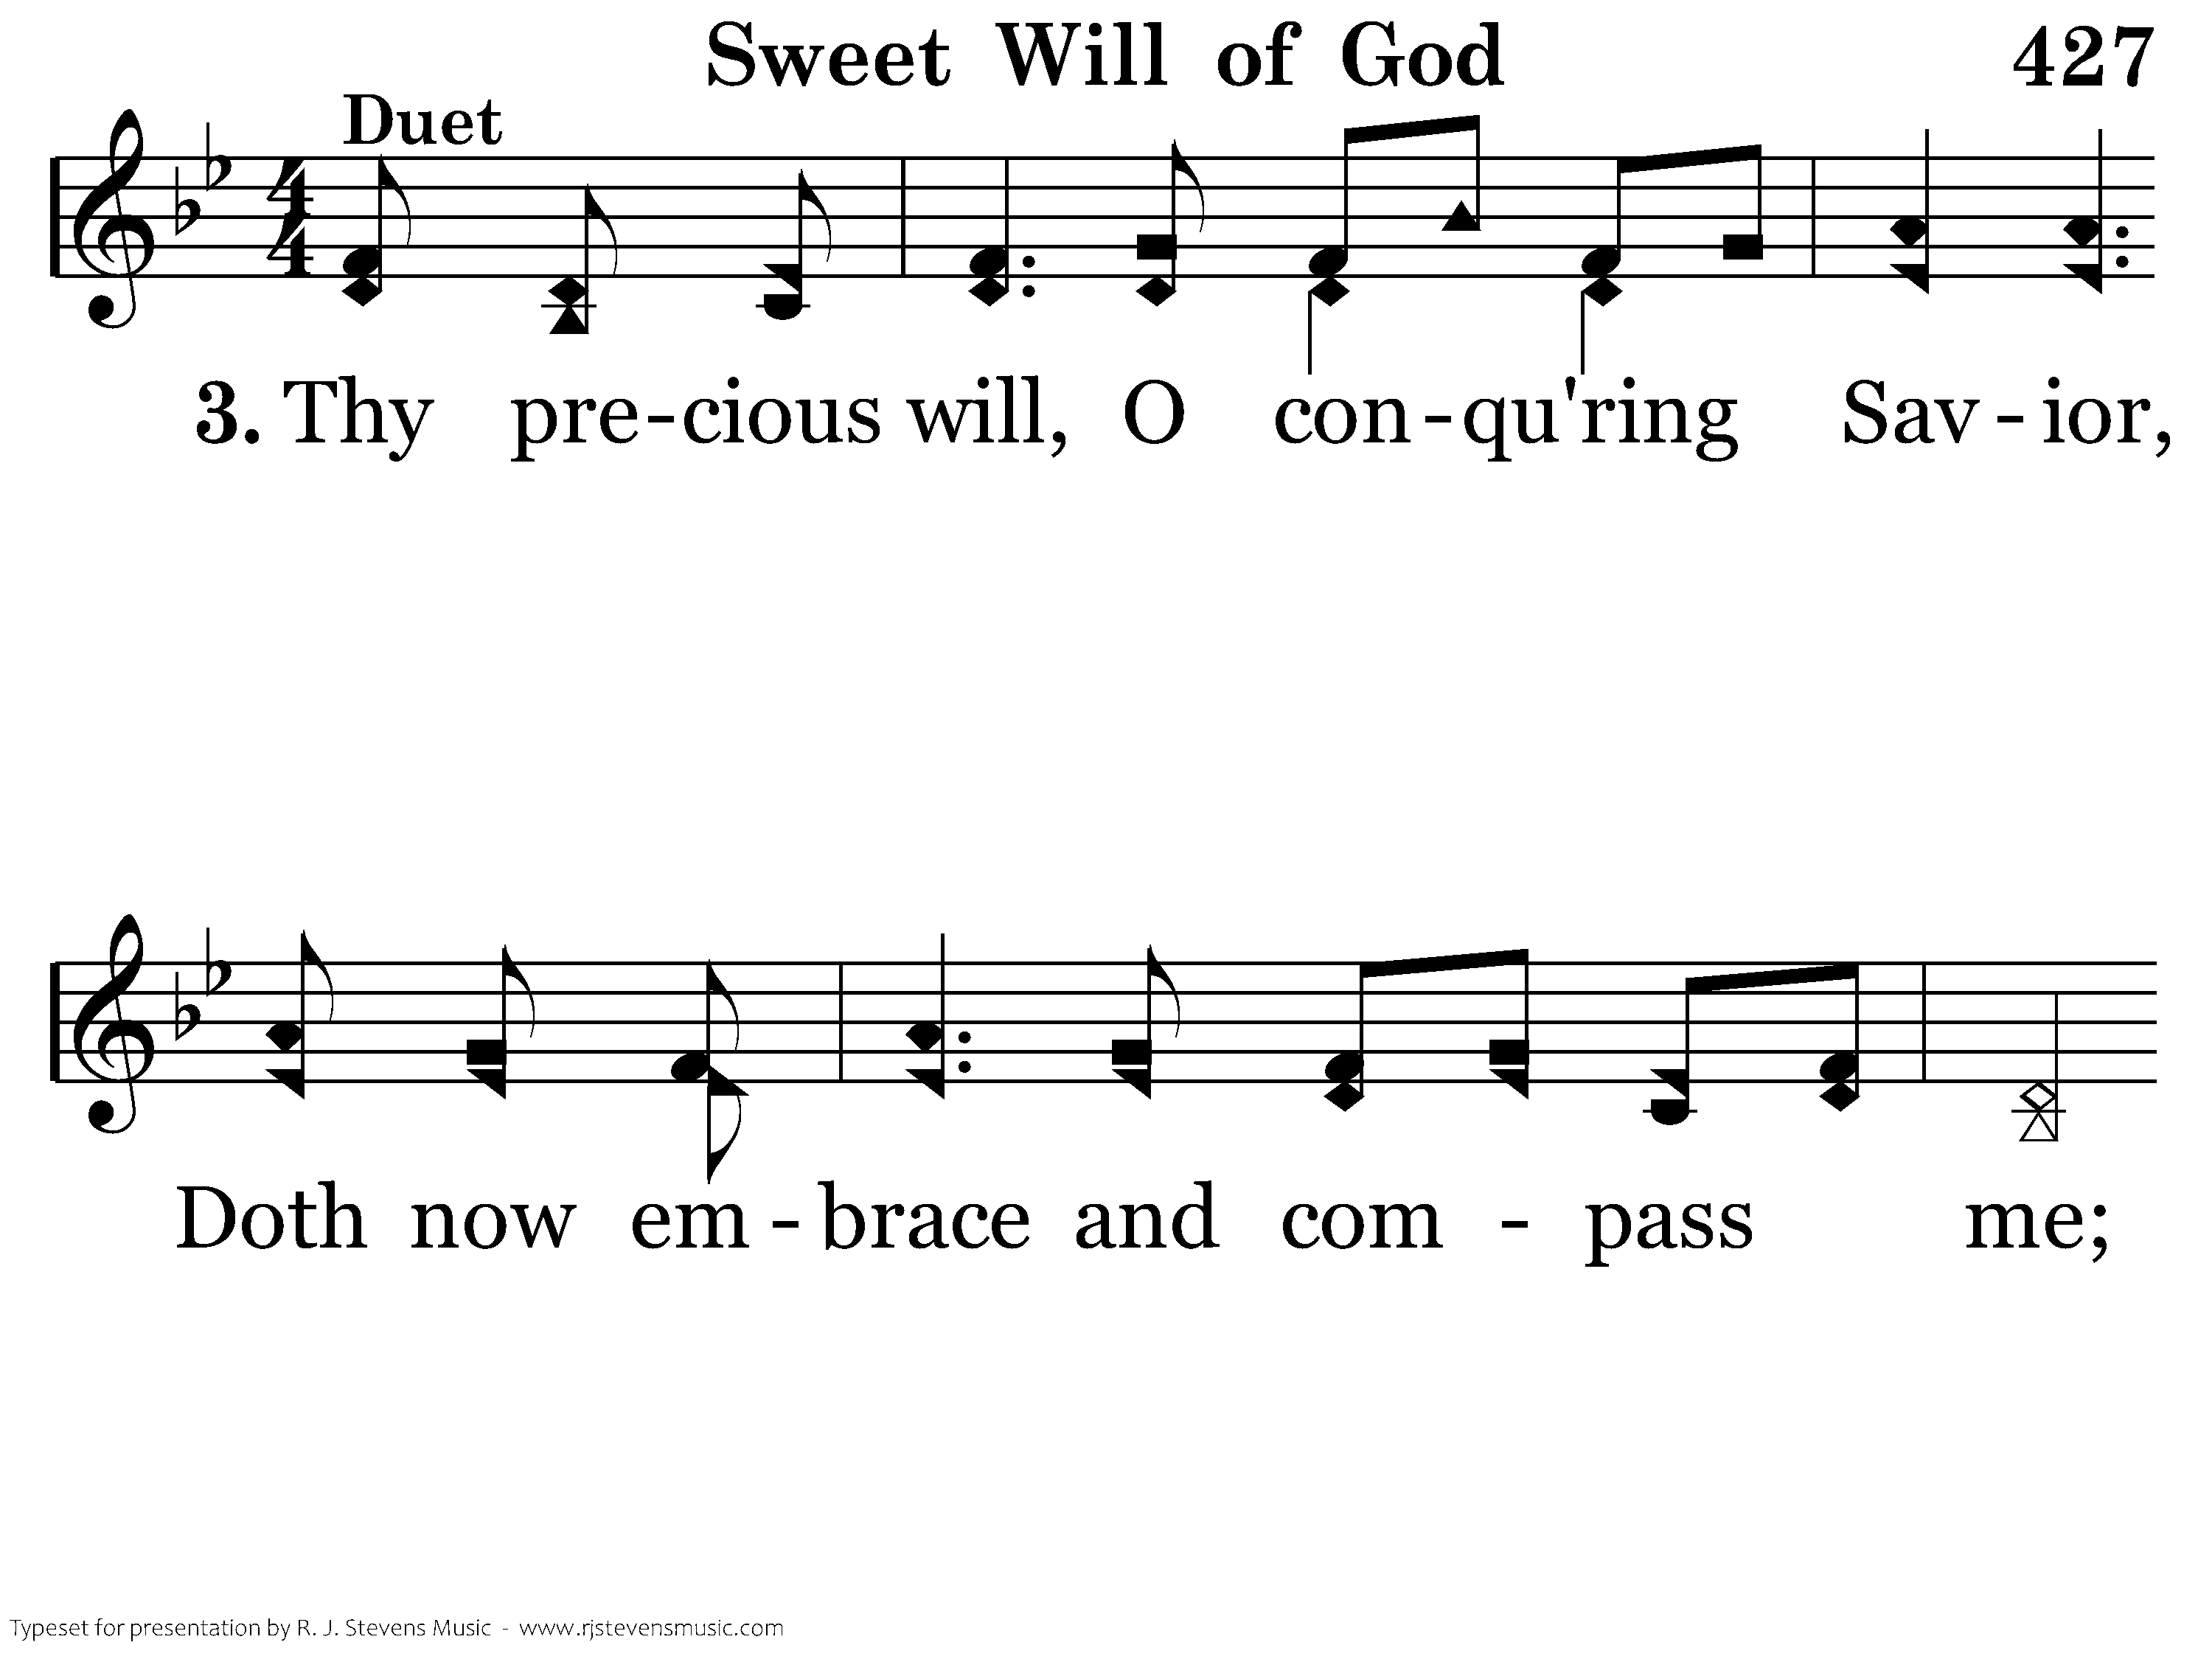 Sweet Will of God 427
Duet
3. Thy pre-cious will, O con-qu'ring Sav-ior,
Doth now em-brace and com-pass me;
Typeset for presentation by R. J. Stevens Music - www.rjstevensmusic.com